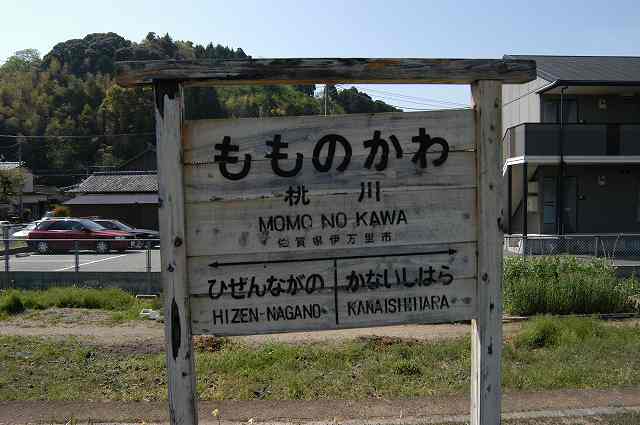 もものかわ
桃川
MOMO NO KAWA
佐賀県伊万里市
ひぜんながの かないしはら
HIZEN-NAGANO KANAISHIHARA